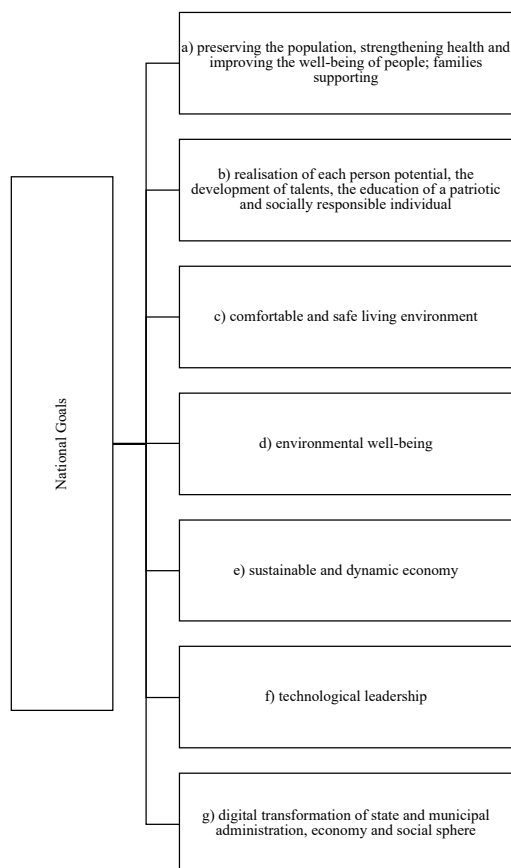 National Goals
a) preserving the population, strengthening health and
improving the well-being of people; families
supporting
b) realisation of each person potential, the
development of talents, the education of a patriotic
and socially responsible individual
c) comfortable and safe living environment
d) environmental well-being
e) sustainable and dynamic economy
f) technological leadership
g) digital transformation of state and municipal
administration, economy and social sphere